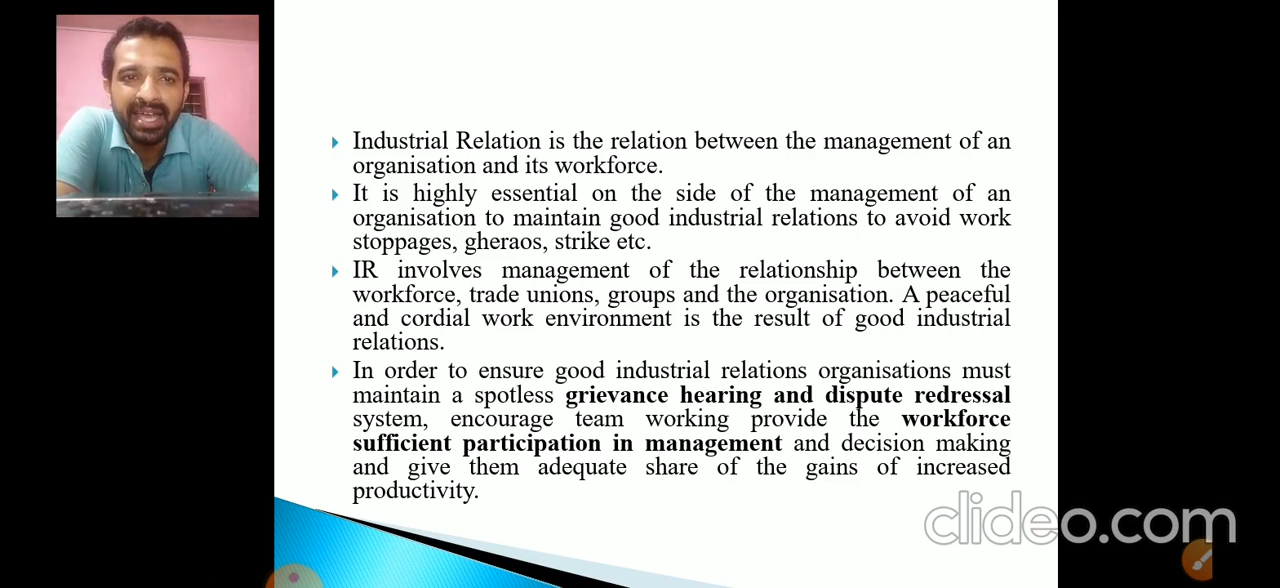 Industrial Relation is the relation between the management of an
organisation and its workforce.
It is highly essential on the side of the management of an
organisation to maintain good industrial relations to avoid work
stoppages, gheraos, strike etc.
IR involves management of the relationship between the
workforce, trade unions, groups and the organisation. A peaceful
and cordial work environment is the result of good industrial
relations.
In order to ensure good industrial relations organisations must
maintain a spotless grievance hearing and dispute redressal
system, encourage team working provide the workforce
sufficient participation in management and decision making
and give them adequate share of the gains of increased
productivity.
clideo.com